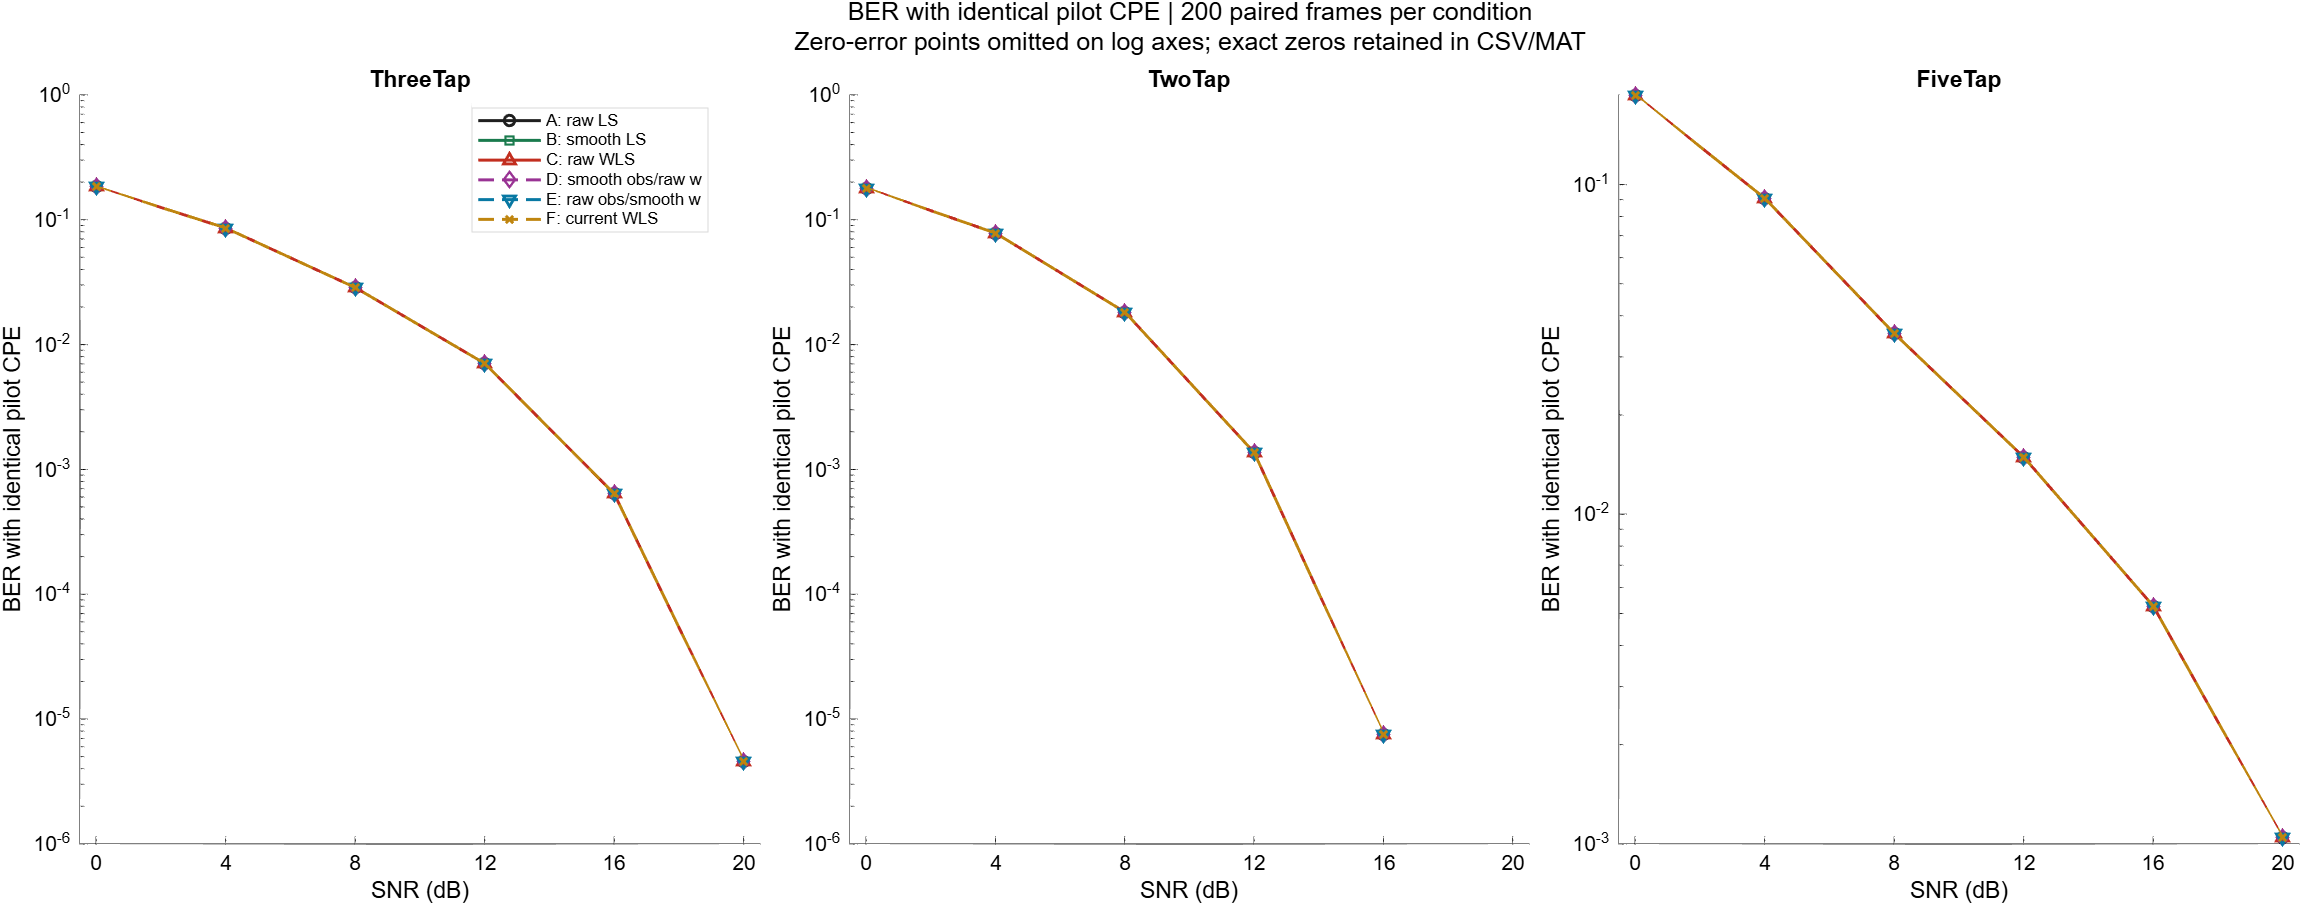 BER with identical pilot CPE | 200 paired frames per condition
Zero-error points omitted on log axes; exact zeros retained in CSV/MAT
ThreeTap
10^0
10^-1
10^-2
10^-3
10^-4
10^-5
10^-6
BER with identical pilot CPE
0 4 8 12 16 20
SNR (dB)
A: raw LS
B: smooth LS
C: raw WLS
D: smooth obs/raw w
E: raw obs/smooth w
F: current WLS
TwoTap
10^0
10^-1
10^-2
10^-3
10^-4
10^-5
10^-6
BER with identical pilot CPE
0 4 8 12 16 20
SNR (dB)
FiveTap
10^-1
10^-2
10^-3
BER with identical pilot CPE
0 4 8 12 16 20
SNR (dB)